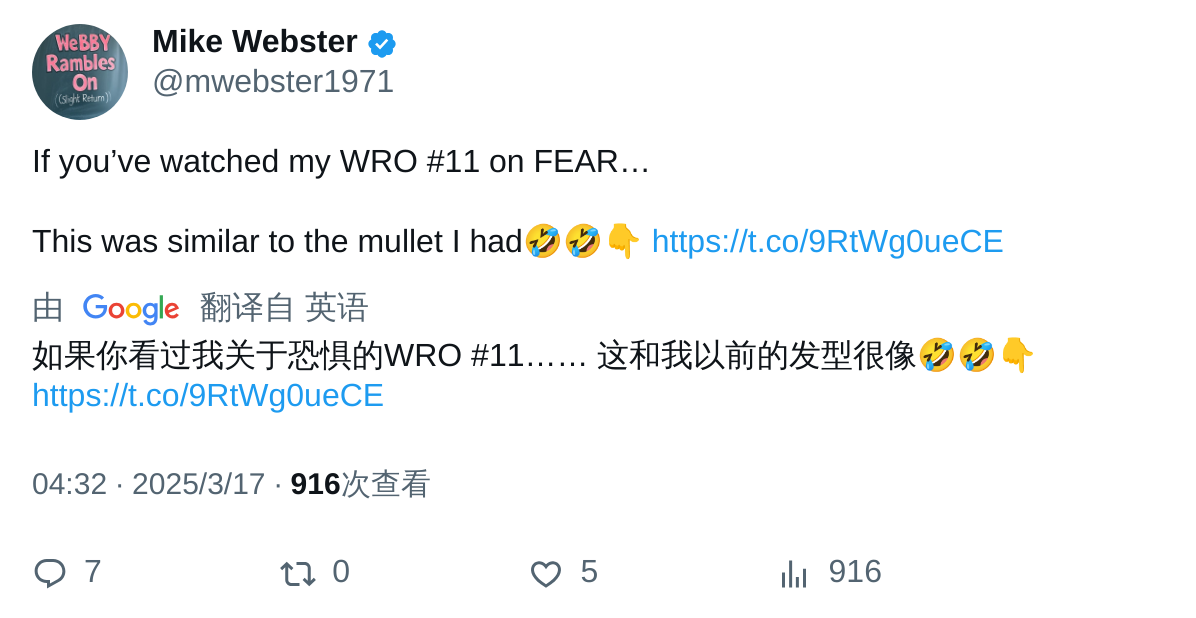 WeBBY
Rambles
On
((Slight Return))
Mike Webster
@mwebster1971
If you’ve watched my WRO #11 on FEAR…
This was similar to the mullet I had🤣🤣👇 https://t.co/9RtWg0ueCE
由 Google 翻译自 英语
如果你看过我关于恐惧的WRO #11…… 这和我以前的发型很像🤣🤣👇
https://t.co/9RtWg0ueCE
04:32 · 2025/3/17 · 916次查看
7 0 5 916